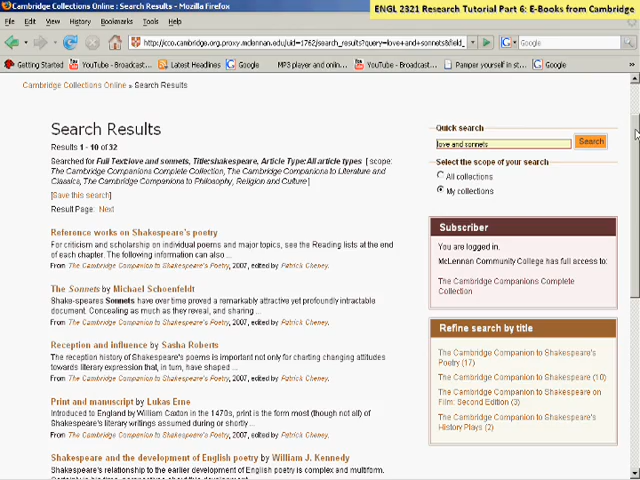 Cambridge Collections Online : Search Results - Mozilla Firefox
ENGL 2321 Research Tutorial Part 6: E-Books from Cambridge
File Edit View History Bookmarks Tools Help
http://cco.cambridge.org.proxy.mclennan.edu/uid=1762/search_results?query=love+and+sonnets&field_
Google
Getting Started YouTube - Broadcast... Latest Headlines Google MP3 player and onlin... YouTube - Broadcast... Pamper yourself in st... Google
Cambridge Collections Online » Search Results
Search Results
Results 1 - 10 of 32
Searched for Full Text:love and sonnets, Title:shakespeare, Article Type:All article types [ scope:
The Cambridge Companions Complete Collection, The Cambridge Companions to Literature and
Classics, The Cambridge Companions to Philosophy, Religion and Culture]
[Save this search]
Result Page: Next
Reference works on Shakespeare's poetry
For criticism and scholarship on individual poems and major topics, see the Reading lists at the end
of each chapter. The following information can also ...
From The Cambridge Companion to Shakespeare's Poetry, 2007, edited by Patrick Cheney.
The Sonnets by Michael Schoenfeldt
Shake-speares Sonnets have over time proved a remarkably attractive yet profoundly intractable
document. Concealing as much as they reveal, and sharing ...
From The Cambridge Companion to Shakespeare's Poetry, 2007, edited by Patrick Cheney.
Reception and influence by Sasha Roberts
The reception history of Shakespeare's poems is important not only for charting changing attitudes
towards literary expression that, in turn, have shaped ...
From The Cambridge Companion to Shakespeare's Poetry, 2007, edited by Patrick Cheney.
Print and manuscript by Lukas Erne
Introduced to England by William Caxton in the 1470s, print is the form most (though not all) of
Shakespeare's literary writings assumed during or shortly ...
From The Cambridge Companion to Shakespeare's Poetry, 2007, edited by Patrick Cheney.
Shakespeare and the development of English poetry by William J. Kennedy
Shakespeare's relationship to the earlier development of English poetry is complex and multiform.
Quick search
love and sonnets
Search
Select the scope of your search
All collections
My collections
Subscriber
You are logged in.
McLennan Community College has full access to:
The Cambridge Companions Complete
Collection
Refine search by title
The Cambridge Companion to Shakespeare's
Poetry (17)
The Cambridge Companion to Shakespeare (10)
The Cambridge Companion to Shakespeare on
Film: Second Edition (3)
The Cambridge Companion to Shakespeare's
History Plays (2)